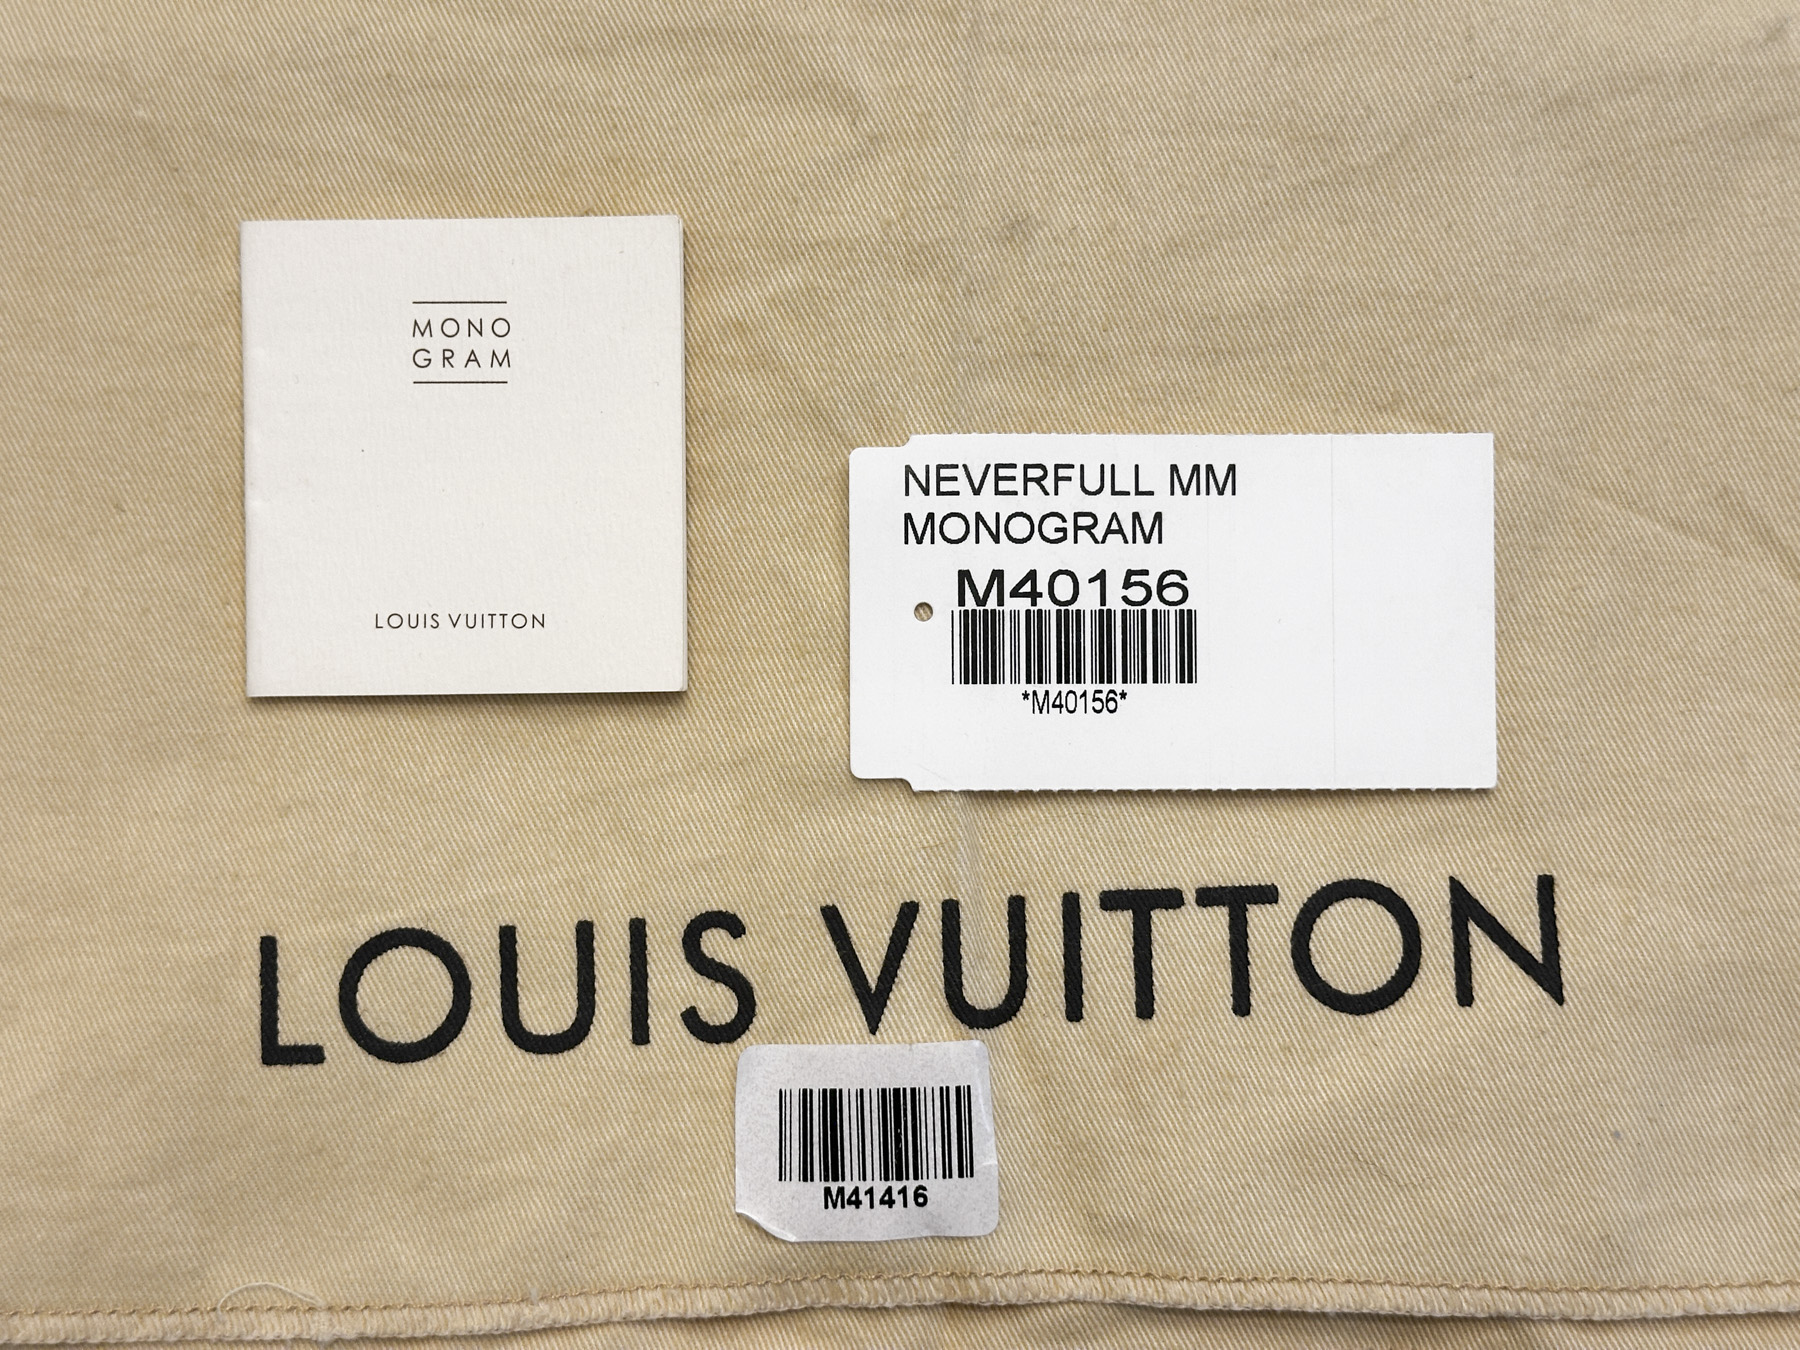 MONO
GRAM
LOUIS VUITTON
NEVERFULL MM
MONOGRAM
M40156
*M40156*
LOUIS VUITTON
M41416